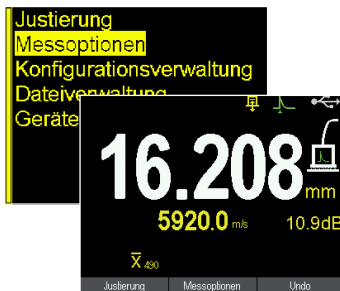 Justierung
Messoptionen
Konfigurationsverwaltung
Dateiverwaltung
Geräte
16.208 mm
5920.0 m/s 10.9dB
X̅ 490
Justierung Messoptionen Undo